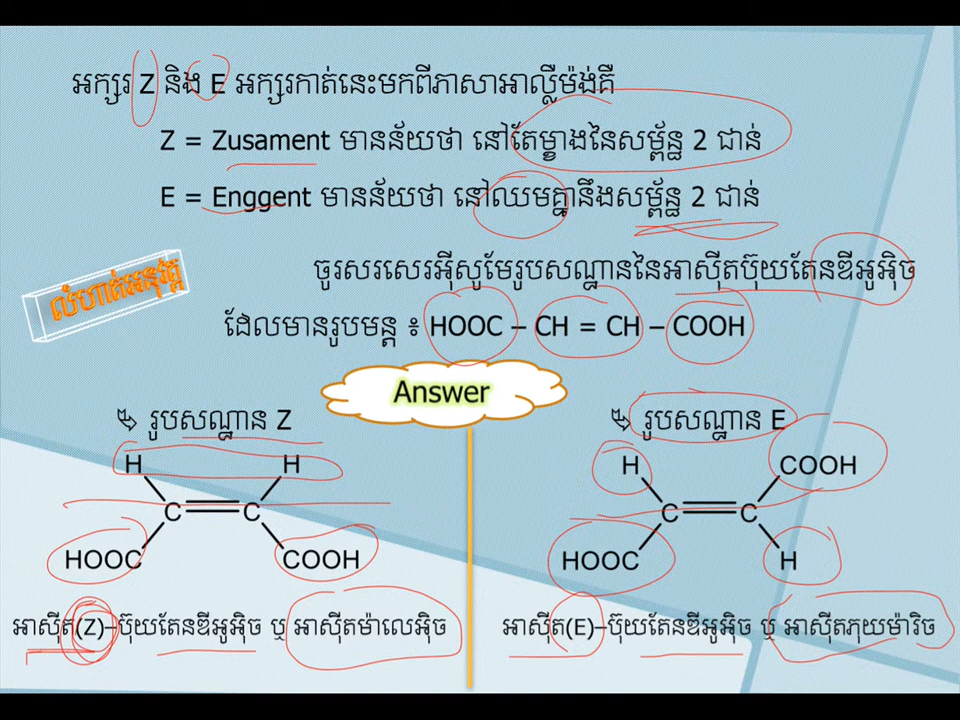 អក្សរ Z និង E អក្សរកាត់នេះមកពីភាសាអាល្លឺម៉ង់គឺ
Z = Zusament មានន័យថា នៅតែម្ខាងនៃសម្ព័ន្ធ 2 ជាន់
E = Enggent មានន័យថា នៅឈមគ្នានឹងសម្ព័ន្ធ 2 ជាន់
លំហាត់អនុវត្ត
ចូរសរសេរអ៊ីសូមែរូបសណ្ឋាននៃអាស៊ីតប៊ុយតែនឌីអូអ៊ិច
ដែលមានរូបមន្ត ៖ HOOC – CH = CH – COOH
Answer
រូបសណ្ឋាន Z
H H
C C
HOOC COOH
អាស៊ីត(Z)-ប៊ុយតែនឌីអូអ៊ិច ឬ អាស៊ីតម៉ាលេអ៊ិច
រូបសណ្ឋាន E
H COOH
C C
HOOC H
អាស៊ីត(E)-ប៊ុយតែនឌីអូអ៊ិច ឬ អាស៊ីតភុយម៉ារិច